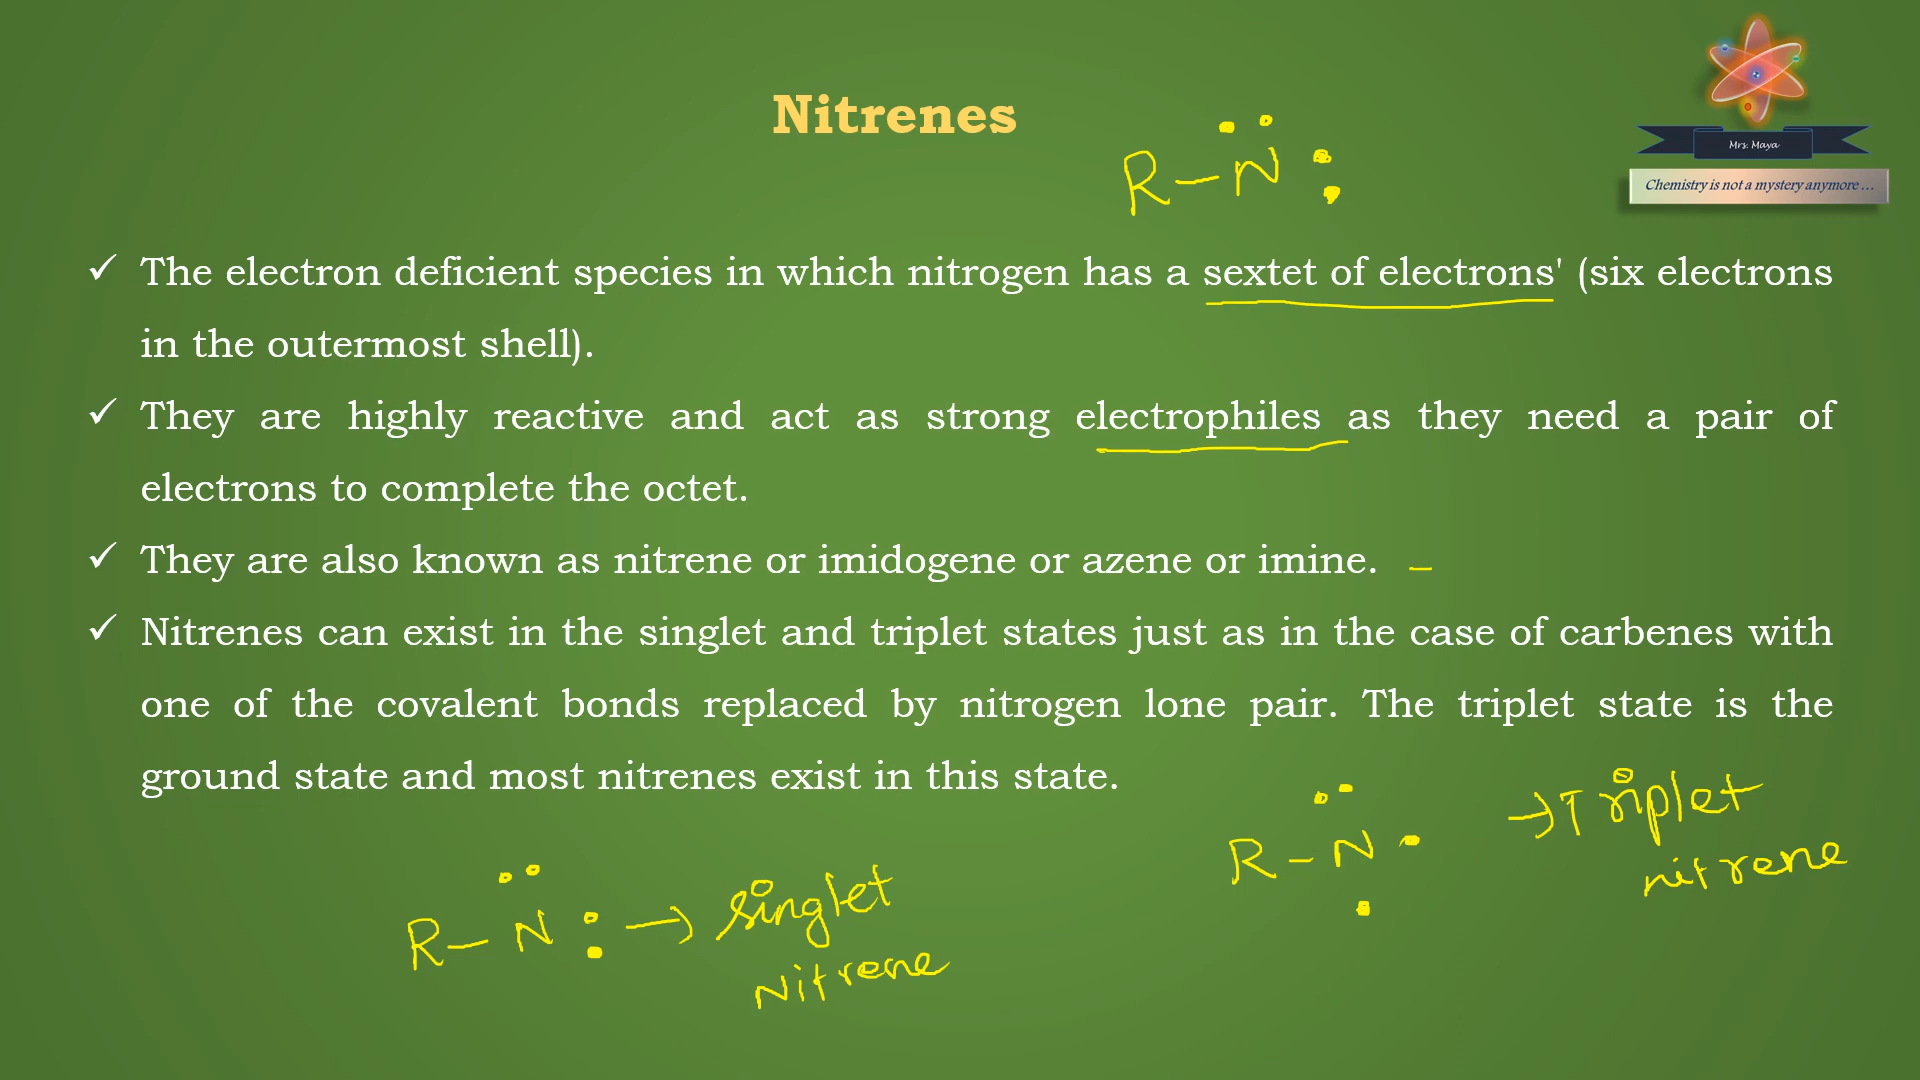 Nitrenes
R-N̈:
Mrs. Maya
Chemistry is not a mystery anymore ...
✓ The electron deficient species in which nitrogen has a sextet of electrons' (six electrons
in the outermost shell).
✓ They are highly reactive and act as strong electrophiles as they need a pair of
electrons to complete the octet.
✓ They are also known as nitrene or imidogene or azene or imine. –
✓ Nitrenes can exist in the singlet and triplet states just as in the case of carbenes with
one of the covalent bonds replaced by nitrogen lone pair. The triplet state is the
ground state and most nitrenes exist in this state.
R-N̈: → singlet
Nitrene
R-N̈· → Triplet
nitrene